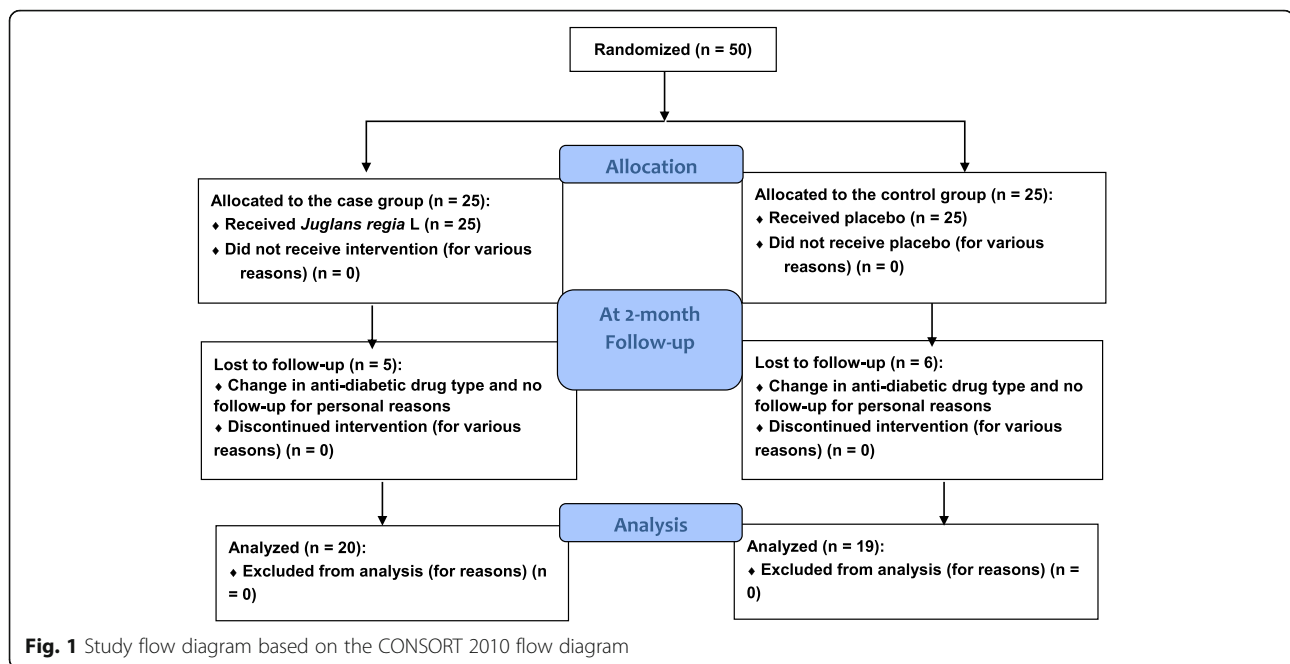 Randomized (n = 50)
Allocation
Allocated to the case group (n = 25):
♦ Received Juglans regia L (n = 25)
♦ Did not receive intervention (for various
reasons) (n = 0)
Allocated to the control group (n = 25):
♦ Received placebo (n = 25)
♦ Did not receive placebo (for various
reasons) (n = 0)
At 2-month
Follow-up
Lost to follow-up (n = 5):
♦ Change in anti-diabetic drug type and no
follow-up for personal reasons
♦ Discontinued intervention (for various
reasons) (n = 0)
Lost to follow-up (n = 6):
♦ Change in anti-diabetic drug type and no
follow-up for personal reasons
♦ Discontinued intervention (for various
reasons) (n = 0)
Analysis
Analyzed (n = 20):
♦ Excluded from analysis (for reasons) (n
= 0)
Analyzed (n = 19):
♦ Excluded from analysis (for reasons) (n =
0)
Fig. 1 Study flow diagram based on the CONSORT 2010 flow diagram